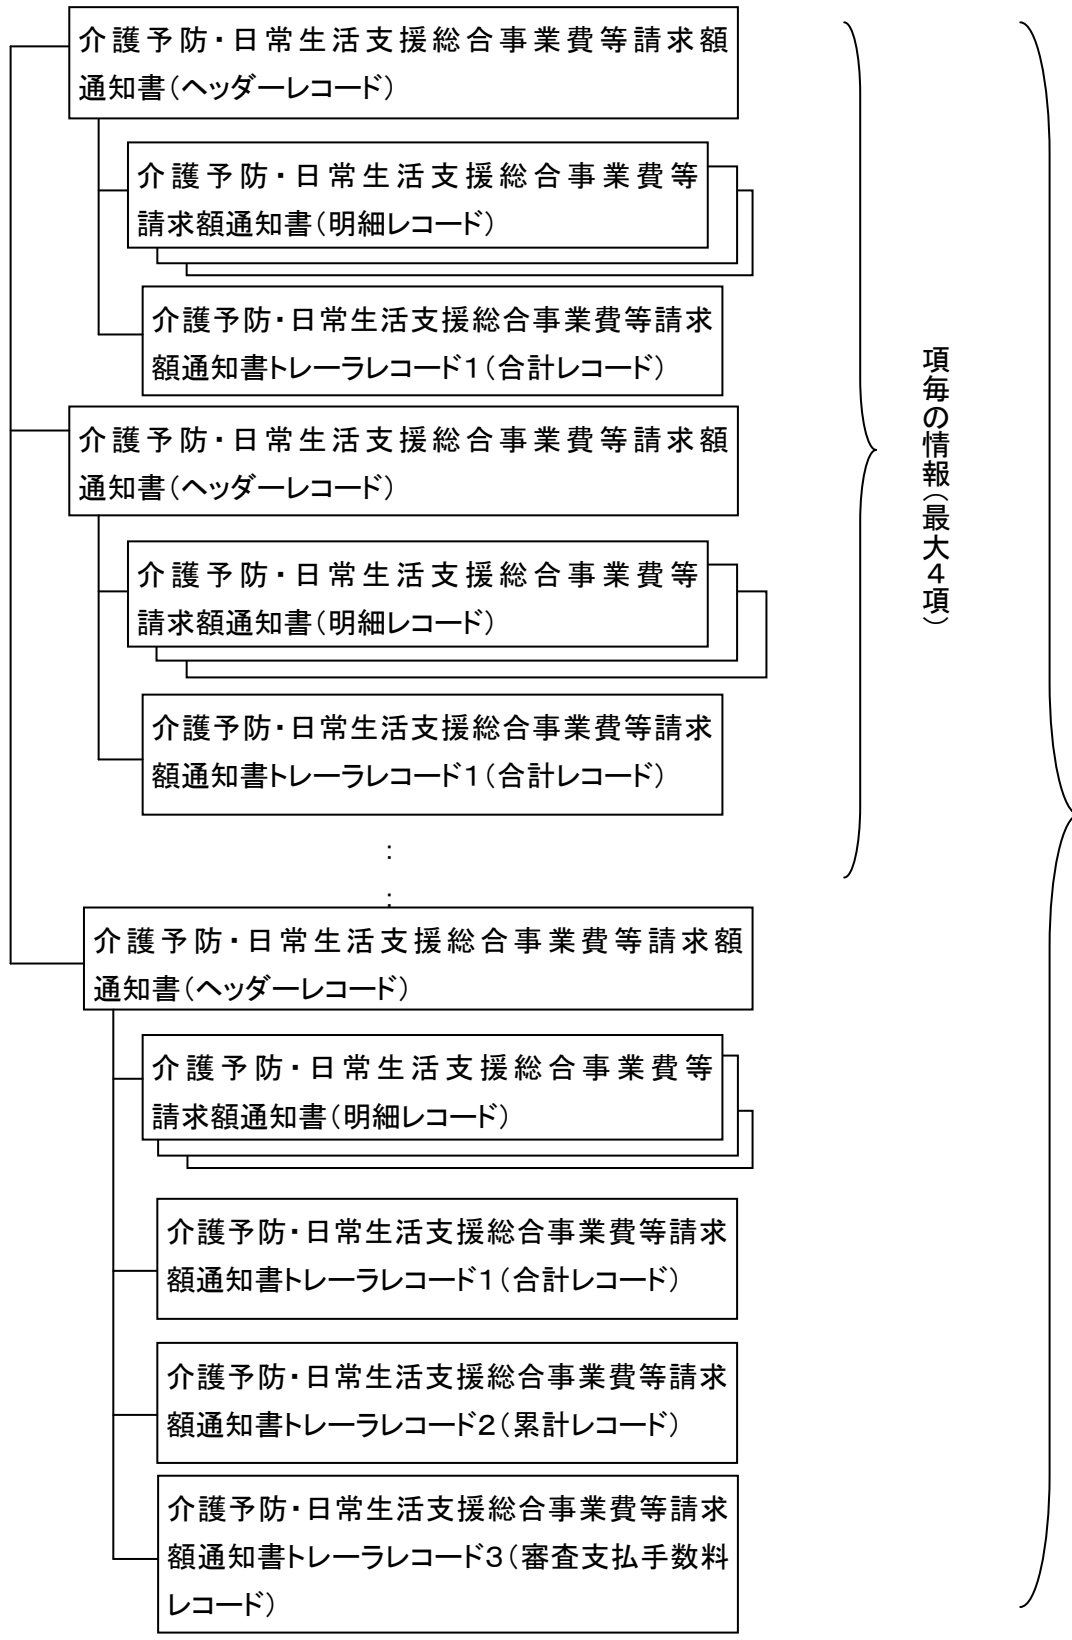 介護予防・日常生活支援総合事業費等請求額
通知書（ヘッダーレコード）
介護予防・日常生活支援総合事業費等
請求額通知書（明細レコード）
介護予防・日常生活支援総合事業費等請求
額通知書トレーラレコード１（合計レコード）
介護予防・日常生活支援総合事業費等請求額
通知書（ヘッダーレコード）
介護予防・日常生活支援総合事業費等
請求額通知書（明細レコード）
介護予防・日常生活支援総合事業費等請求
額通知書トレーラレコード１（合計レコード）
：
：
介護予防・日常生活支援総合事業費等請求額
通知書（ヘッダーレコード）
介護予防・日常生活支援総合事業費等
請求額通知書（明細レコード）
介護予防・日常生活支援総合事業費等請求
額通知書トレーラレコード１（合計レコード）
介護予防・日常生活支援総合事業費等請求
額通知書トレーラレコード２（累計レコード）
介護予防・日常生活支援総合事業費等請求
額通知書トレーラレコード３（審査支払手数料
レコード）
項毎の情報（最大４項）